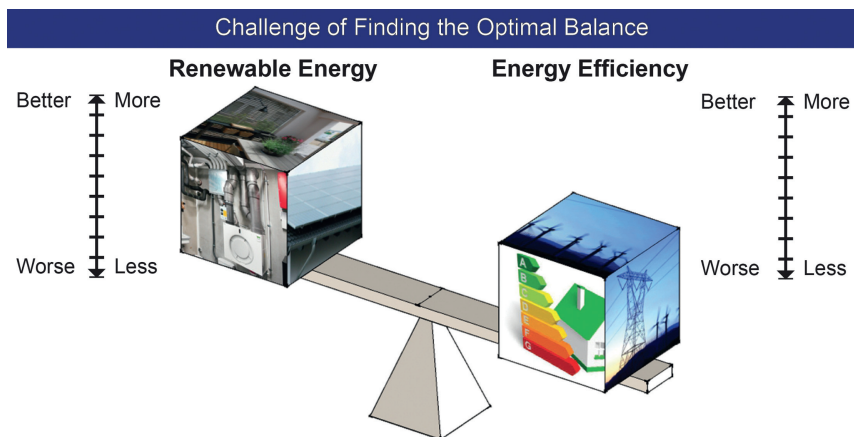 Challenge of Finding the Optimal Balance
Renewable Energy
Energy Efficiency
Better More
Worse Less
Better More
Worse Less
A
B
C
D
E
F
G